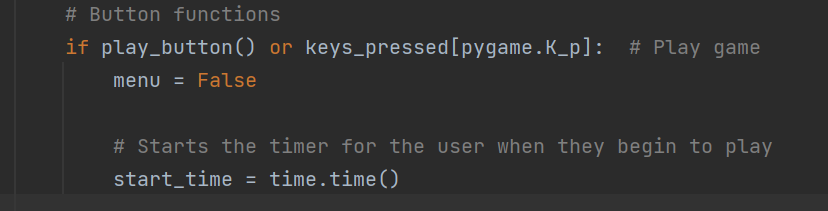 # Button functions
if play_button() or keys_pressed[pygame.K_p]:  # Play game
    menu = False

    # Starts the timer for the user when they begin to play
    start_time = time.time()